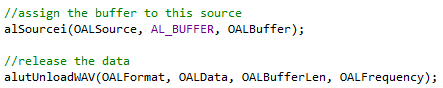 //assign the buffer to this source
alSourcei(OALSource, AL_BUFFER, OALBuffer);
//release the data
alutUnloadWAV(OALFormat, OALData, OALBufferLen, OALFrequency);